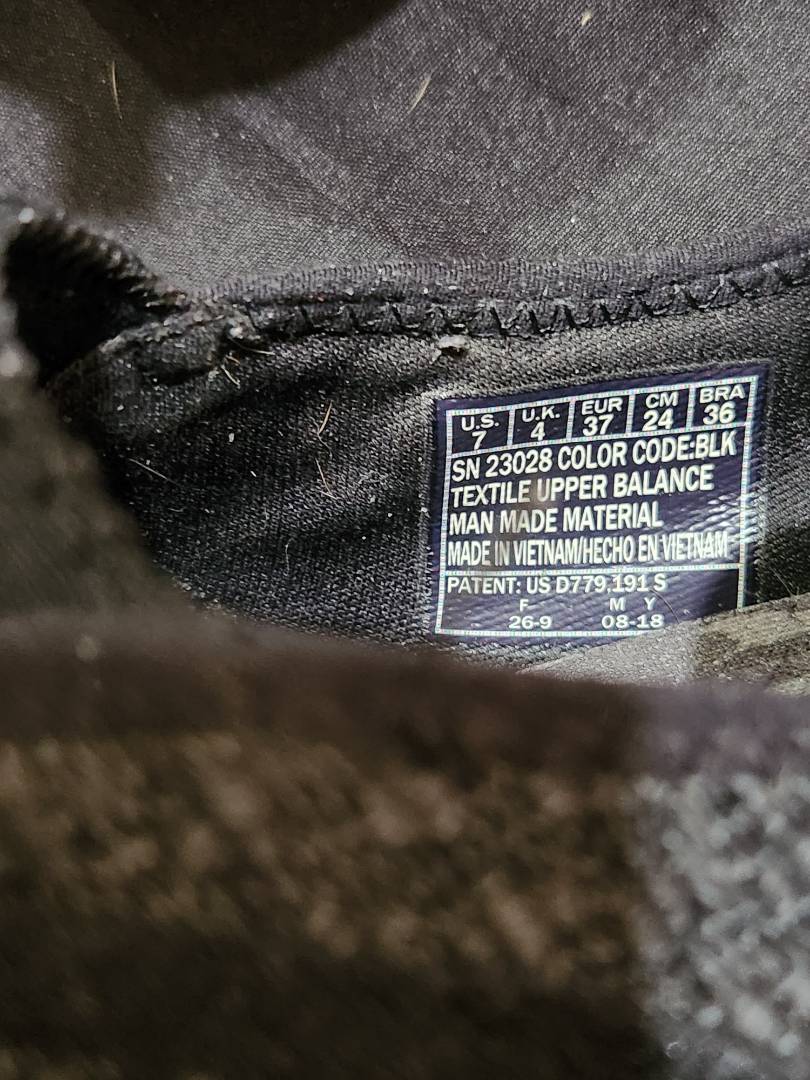 U.S. U.K. EUR CM BRA
7 4 37 24 36
SN 23028 COLOR CODE:BLK
TEXTILE UPPER BALANCE
MAN MADE MATERIAL
MADE IN VIETNAM/HECHO EN VIETNAM
PATENT: US D779,191 S
F M Y
26-9 08-18